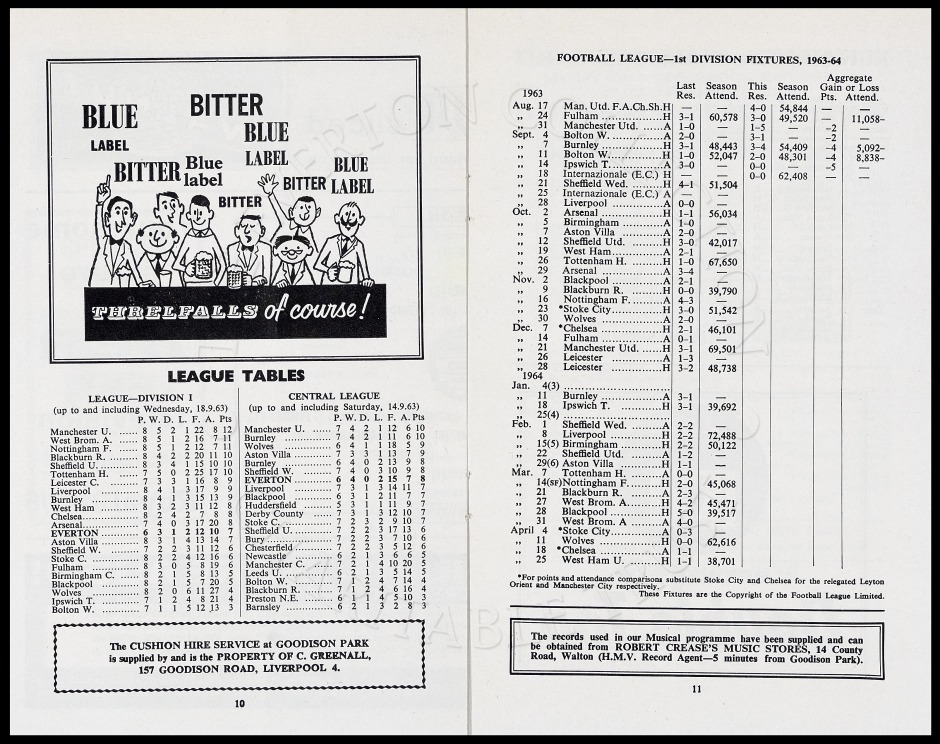 BLUE
LABEL
BITTER
BLUE
LABEL
BITTER
Blue
label
BITTER
BITTER
BLUE
LABEL
THRELFALLS of course!
LEAGUE TABLES
LEAGUE—DIVISION I
(up to and including Wednesday, 18.9.63)
P. W. D. L. F. A. Pts
Manchester U. ...... 8 5 2 1 22 8 12
West Brom. A. ...... 8 5 1 2 16 7 11
Nottingham F. ...... 8 5 1 2 12 7 11
Blackburn R. ...... 8 4 2 2 20 11 10
Sheffield U. ...... 8 3 4 1 15 10 10
Tottenham H. ...... 7 5 0 2 25 17 10
Leicester C. ...... 7 3 3 1 16 8 9
Liverpool ...... 8 4 1 3 17 9 9
Burnley ...... 8 4 1 3 15 13 9
West Ham ...... 8 3 2 3 11 12 8
Chelsea ...... 8 2 4 2 7 8 8
Arsenal ...... 7 4 0 3 17 20 8
EVERTON ...... 6 3 1 2 12 10 7
Aston Villa ...... 8 3 1 4 13 14 7
Sheffield W. ...... 7 2 2 3 11 12 6
Stoke C. ...... 8 2 2 4 12 16 6
Fulham ...... 8 3 0 5 8 19 6
Birmingham C. ...... 8 2 1 5 8 13 5
Blackpool ...... 8 2 1 5 7 20 5
Wolves ...... 8 2 0 6 11 27 4
Ipswich T. ...... 7 1 2 4 8 21 4
Bolton W. ...... 7 1 1 5 12 13 3
CENTRAL LEAGUE
(up to and including Saturday, 14.9.63)
P. W. D. L. F. A. Pts
Manchester U. ...... 7 4 2 1 12 6 10
Burnley ...... 7 4 2 1 11 6 10
Wolves ...... 6 4 1 1 18 5 9
Aston Villa ...... 7 3 3 1 13 7 9
Burnley ...... 6 4 0 2 13 9 8
Sheffield W. ...... 7 4 0 3 10 9 8
EVERTON ...... 6 4 0 2 15 7 8
Liverpool ...... 7 3 1 3 14 11 7
Blackpool ...... 6 3 1 2 11 7 7
Huddersfield ...... 5 3 1 1 11 9 7
Derby County ...... 7 3 1 3 12 10 7
Stoke C. ...... 7 2 3 2 9 10 7
Sheffield U. ...... 7 2 2 3 17 13 6
Bury ...... 7 2 2 3 7 10 6
Chesterfield ...... 7 2 2 3 5 12 6
Newcastle ...... 6 2 1 3 6 6 5
Manchester C. ...... 7 2 1 4 10 20 5
Leeds U. ...... 6 2 1 3 5 14 5
Bolton W. ...... 7 1 2 4 7 14 4
Blackburn R. ...... 7 1 2 4 6 16 4
Preston N.E. ...... 6 1 1 4 5 10 3
Barnsley ...... 6 2 1 3 2 8 3
The CUSHION HIRE SERVICE at GOODISON PARK
is supplied by and is the PROPERTY OF C. GREENALL,
157 GOODISON ROAD, LIVERPOOL 4.
10
FOOTBALL LEAGUE—1st DIVISION FIXTURES, 1963-64
Aggregate
Last Season This Season Gain or Loss
1963 Res. Attend. Res. Attend. Pts. Attend.
Aug. 17 Man. Utd. F.A.Ch.Sh.H — — 4–0 54,844 — —
„ 24 Fulham ......H 3–1 60,578 3–0 49,520 — 11,058–
„ 31 Manchester Utd. ......A 1–0 — 1–5 –2 —
Sept. 4 Bolton W. ......A 2–0 — 3–1 –2 —
„ 7 Burnley ......H 3–1 48,443 3–4 54,409 –4 5,092–
„ 11 Bolton W. ......H 1–0 52,047 2–0 48,301 –4 8,838–
„ 14 Ipswich T. ......A 3–0 — 0–0 –5 —
„ 18 Internazionale (E.C.) H — — 0–0 62,408 — —
„ 21 Sheffield Wed. ......H 4–1 51,504
„ 25 Internazionale (E.C.) A — —
„ 28 Liverpool ......A 0–0 —
Oct. 2 Arsenal ......H 1–1 56,034
„ 5 Birmingham ......A 1–0 —
„ 7 Aston Villa ......A 2–0 —
„ 12 Sheffield Utd. ......H 3–0 42,017
„ 19 West Ham ......A 2–1 —
„ 26 Tottenham H. ......H 1–0 67,650
„ 29 Arsenal ......A 3–4 —
Nov. 2 Blackpool ......A 2–1 —
„ 9 Blackburn R. ......H 0–0 39,790
„ 16 Nottingham F. ......A 4–3 —
„ 23 *Stoke City ......H 3–0 51,542
„ 30 Wolves ......A 2–0 —
Dec. 7 *Chelsea ......H 2–1 46,101
„ 14 Fulham ......A 0–1 —
„ 21 Manchester Utd. ......H 3–1 69,501
„ 26 Leicester ......A 1–3 —
„ 28 Leicester ......H 3–2 48,738
1964
Jan. 4(3) ......
„ 11 Burnley ......A 3–1 —
„ 18 Ipswich T. ......H 3–1 39,692
„ 25(4) ......
Feb. 1 Sheffield Wed. ......A 2–2 —
„ 8 Liverpool ......H 2–2 72,488
„ 15(5) Birmingham ......H 2–2 50,122
„ 22 Sheffield Utd. ......A 1–2 —
„ 29(6) Aston Villa ......H 1–1 —
Mar. 7 Tottenham H. ......A 0–0 —
„ 14(SF) Nottingham F. ......H 2–0 45,068
„ 21 Blackburn R. ......A 2–3 —
„ 27 West Brom. A. ......H 4–2 45,471
„ 28 Blackpool ......H 5–0 39,517
„ 31 West Brom. A ......A 4–0 —
April 4 *Stoke City ......A 0–3 —
„ 11 Wolves ......H 0–0 62,616
„ 18 *Chelsea ......A 1–1 —
„ 25 West Ham U. ......H 1–1 38,701
*For points and attendance comparisons substitute Stoke City and Chelsea for the relegated Leyton
Orient and Manchester City respectively.
These Fixtures are the Copyright of the Football League Limited.
The records used in our Musical programme have been supplied and can
be obtained from ROBERT CREASE'S MUSIC STORES, 14 County
Road, Walton (H.M.V. Record Agent—5 minutes from Goodison Park).
11